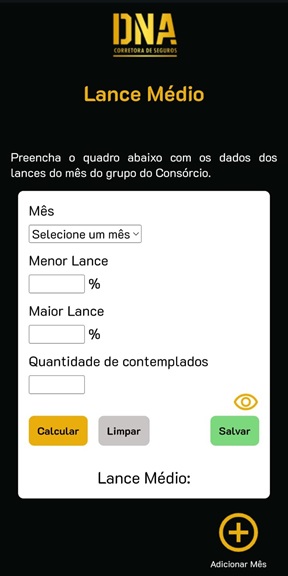 DNA
CORRETORA DE SEGUROS
Lance Médio
Preencha o quadro abaixo com os dados dos
lances do mês do grupo do Consórcio.
Mês
Selecione um mês
Menor Lance
%
Maior Lance
%
Quantidade de contemplados
Calcular Limpar Salvar
Lance Médio:
Adicionar Mês